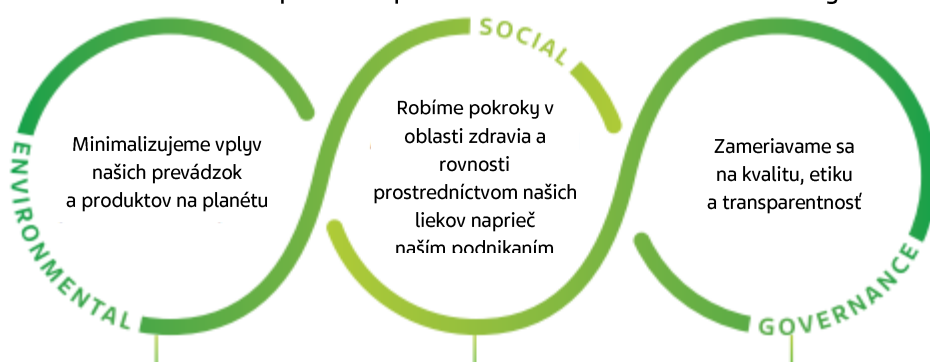 ENVIRONMENTAL
Minimalizujeme vplyv
našich prevádzok
a produktov na planétu
SOCIAL
Robíme pokroky v
oblasti zdravia a
rovnosti
prostredníctvom našich
liekov naprieč
naším podnikaním
Zameriavame sa
na kvalitu, etiku
a transparentnosť
GOVERNANCE